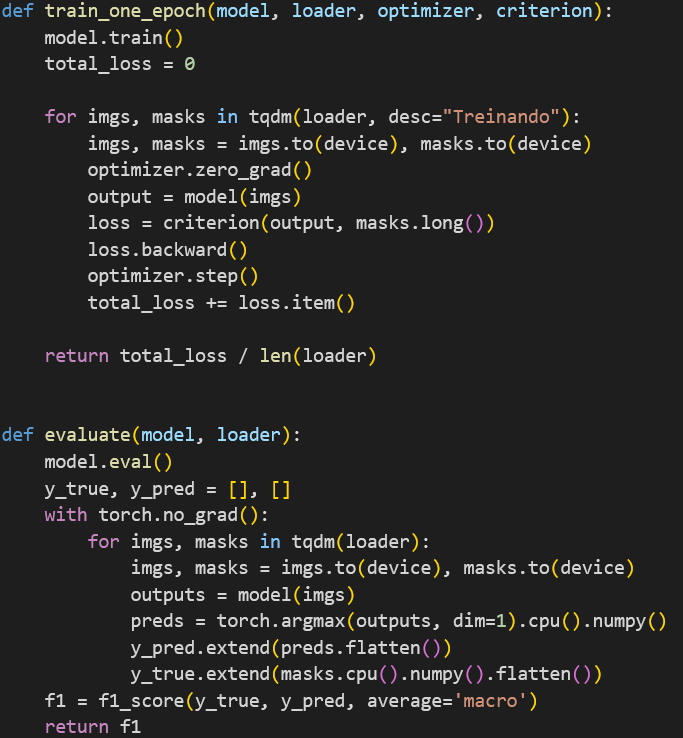 def train_one_epoch(model, loader, optimizer, criterion):
    model.train()
    total_loss = 0

    for imgs, masks in tqdm(loader, desc="Treinando"):
        imgs, masks = imgs.to(device), masks.to(device)
        optimizer.zero_grad()
        output = model(imgs)
        loss = criterion(output, masks.long())
        loss.backward()
        optimizer.step()
        total_loss += loss.item()

    return total_loss / len(loader)


def evaluate(model, loader):
    model.eval()
    y_true, y_pred = [], []
    with torch.no_grad():
        for imgs, masks in tqdm(loader):
            imgs, masks = imgs.to(device), masks.to(device)
            outputs = model(imgs)
            preds = torch.argmax(outputs, dim=1).cpu().numpy()
            y_pred.extend(preds.flatten())
            y_true.extend(masks.cpu().numpy().flatten())
    f1 = f1_score(y_true, y_pred, average='macro')
    return f1